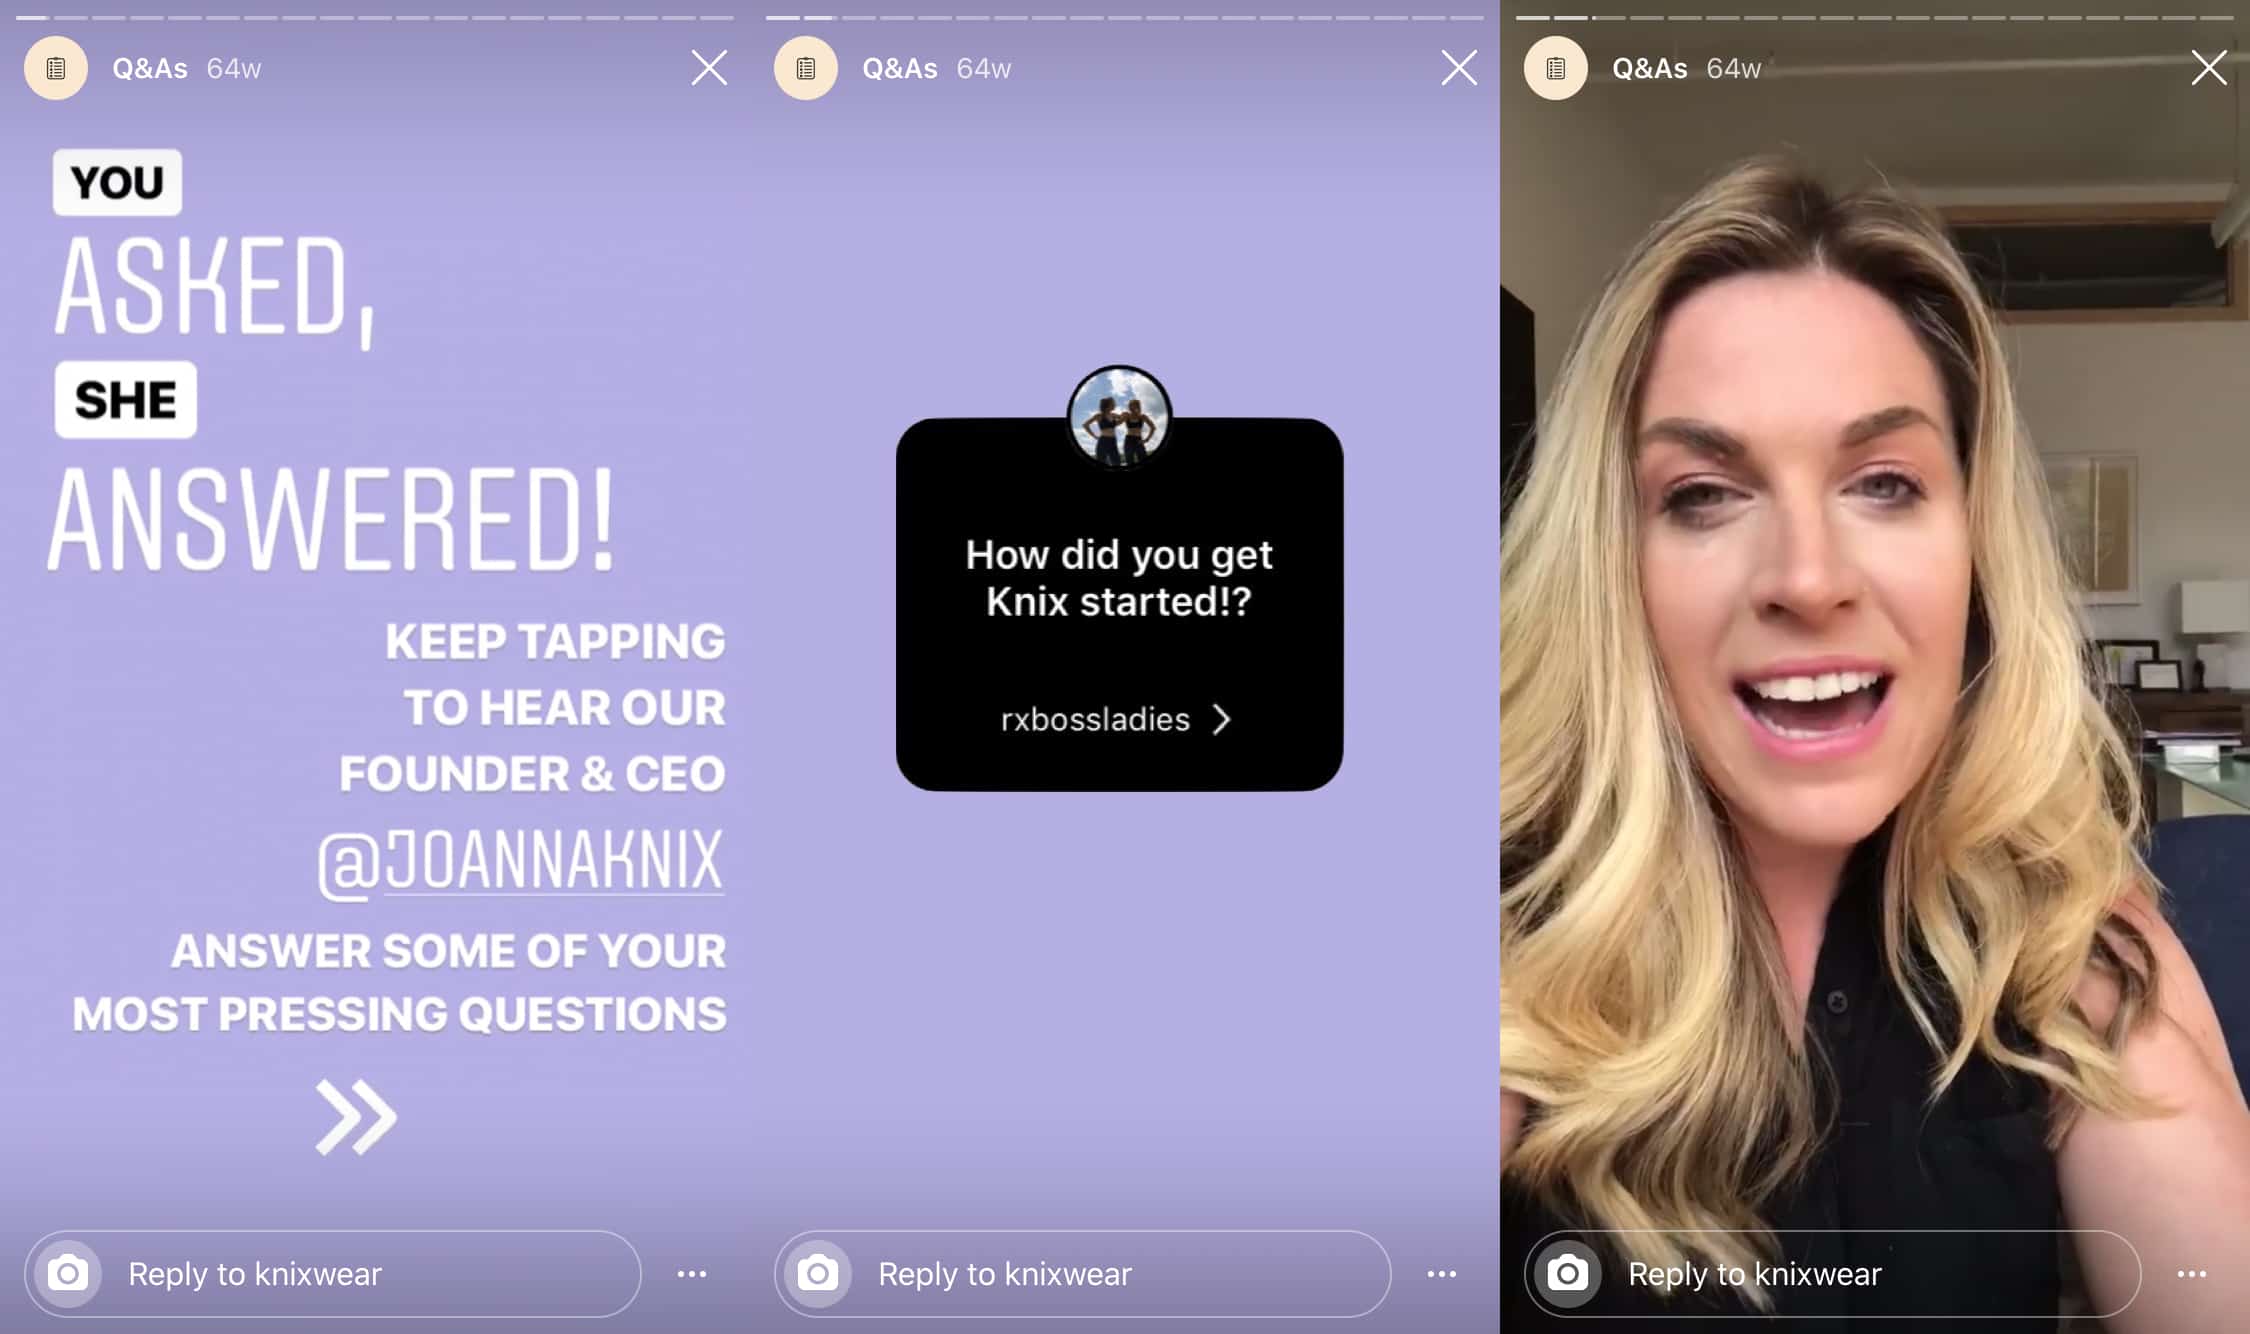 Q&As 64w
YOU
ASKED,
SHE
ANSWERED!
KEEP TAPPING
TO HEAR OUR
FOUNDER & CEO
@JOANNAKNIX
ANSWER SOME OF YOUR
MOST PRESSING QUESTIONS
Reply to knixwear
Q&As 64w
How did you get
Knix started!?
rxbossladies
Reply to knixwear
Q&As 64w
Reply to knixwear